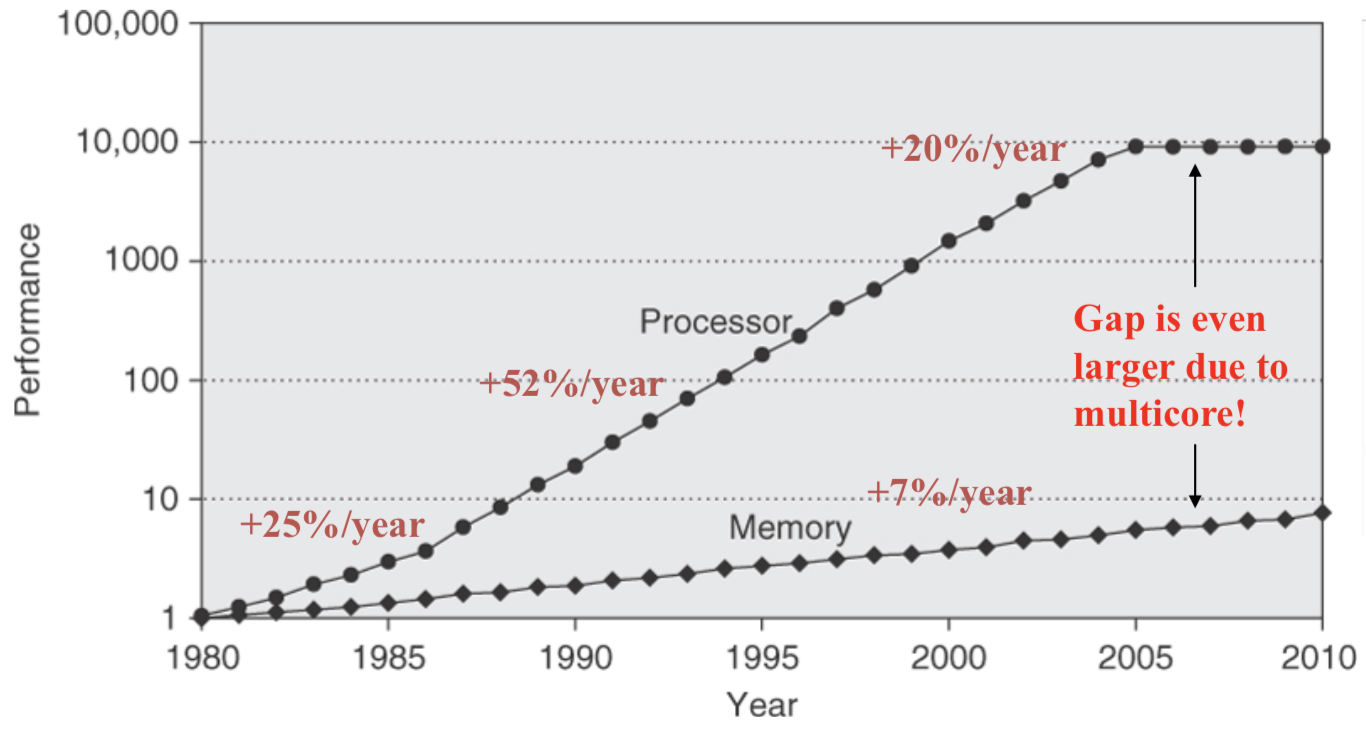 100,000
10,000
1000
100
10
1
Performance
+20%/year
Processor
+52%/year
Gap is even
larger due to
multicore!
+25%/year
Memory
+7%/year
1980 1985 1990 1995 2000 2005 2010
Year